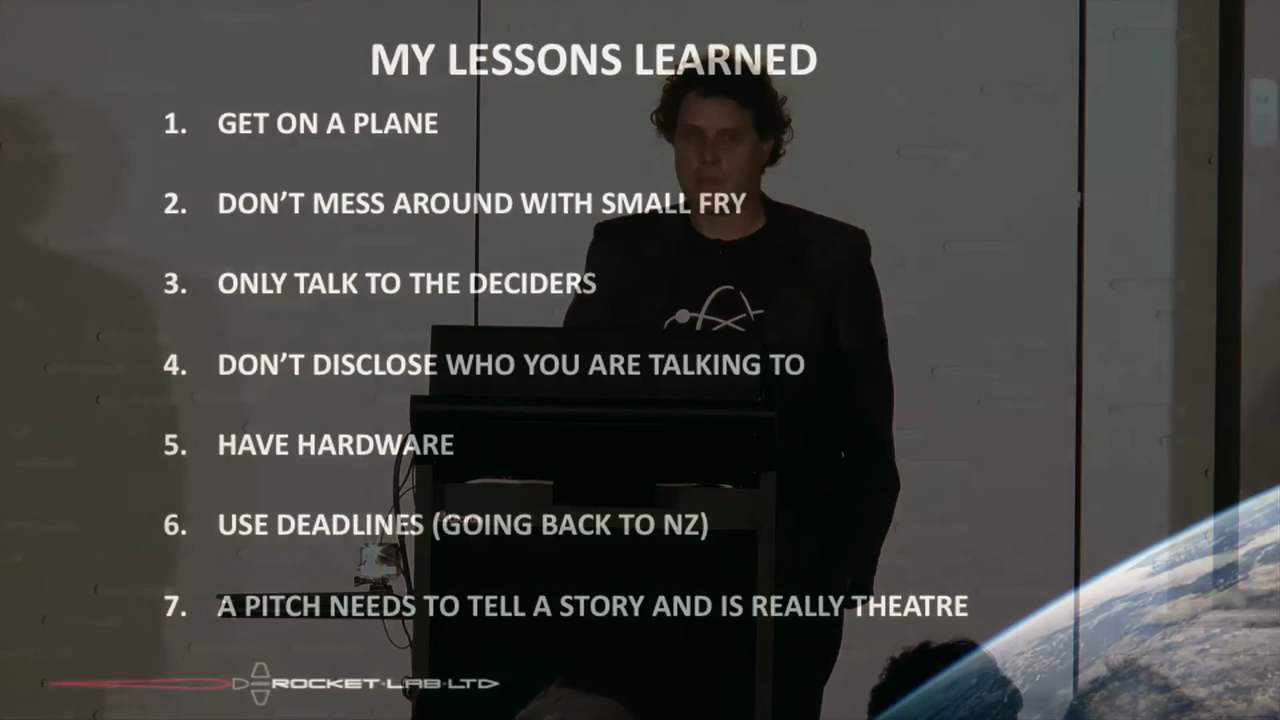 MY LESSONS LEARNED
1. GET ON A PLANE
2. DON'T MESS AROUND WITH SMALL FRY
3. ONLY TALK TO THE DECIDERS
4. DON'T DISCLOSE WHO YOU ARE TALKING TO
5. HAVE HARDWARE
6. USE DEADLINES (GOING BACK TO NZ)
7. A PITCH NEEDS TO TELL A STORY AND IS REALLY THEATRE
ROCKET·LAB·LTD